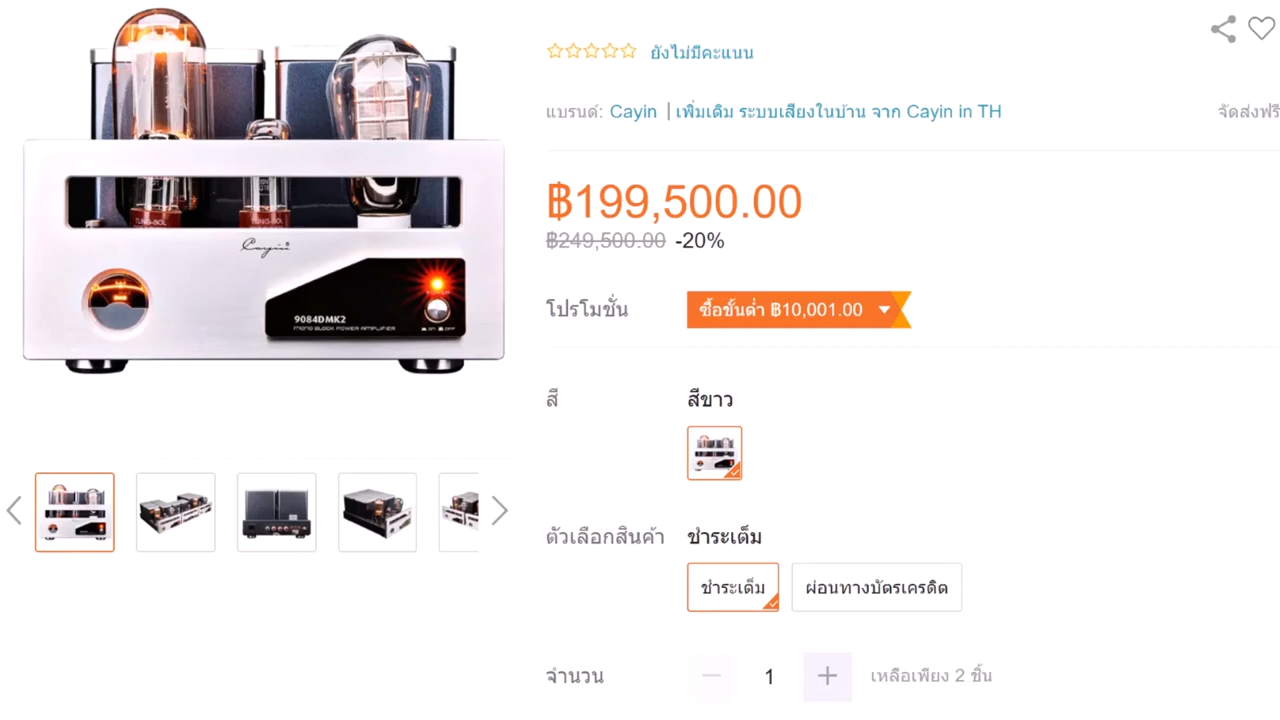 ยังไม่มีคะแนน
แบรนด์: Cayin | เพิ่มเติม ระบบเสียงในบ้าน จาก Cayin in TH
จัดส่งฟรี
฿199,500.00
฿249,500.00 -20%
TUNG-SOL TUNG-SOL
Cayin
9084DMK2
MONO BLOCK POWER AMPLIFIER
ON OFF
โปรโมชั่น ซื้อขั้นต่ำ ฿10,001.00
สี สีขาว
ตัวเลือกสินค้า ชำระเต็ม
ชำระเต็ม ผ่อนทางบัตรเครดิต
จำนวน 1 เหลือเพียง 2 ชิ้น